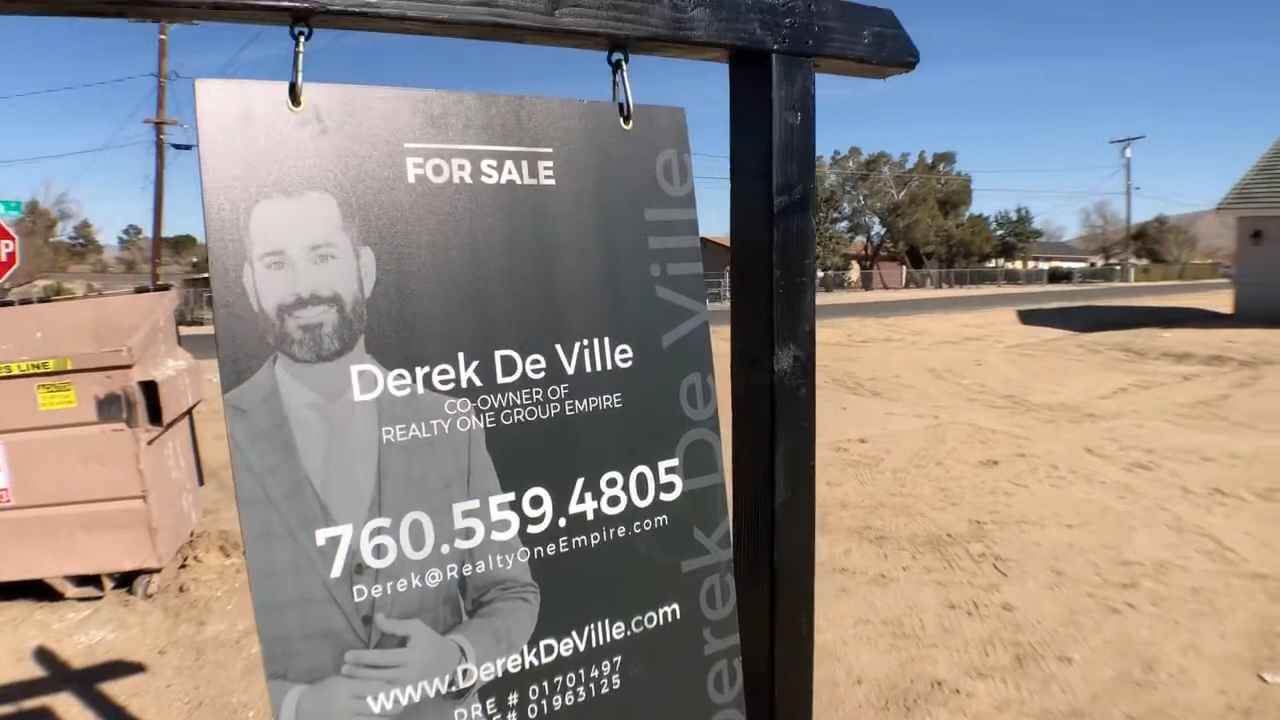 FOR SALE
Derek De Ville
CO-OWNER OF
REALTY ONE GROUP EMPIRE
760.559.4805
Derek@RealtyOneEmpire.com
www.DerekDeVille.com
DRE # 01701497
# 01963125
Derek De Ville